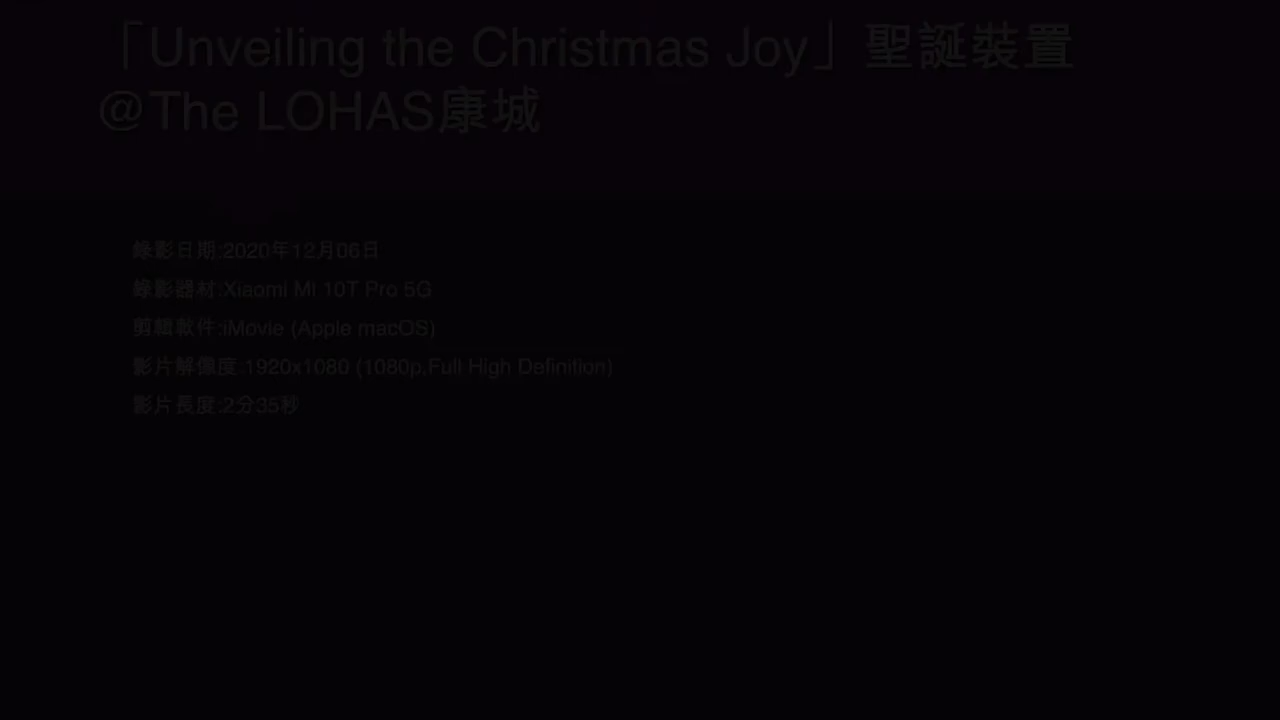 「Unveiling the Christmas Joy」聖誕裝置
@The LOHAS康城
錄影日期:2020年12月06日
錄影器材:Xiaomi MI 10T Pro 5G
剪輯軟件:iMovie (Apple macOS)
影片解像度:1920x1080 (1080p,Full High Definition)
影片長度:2分35秒